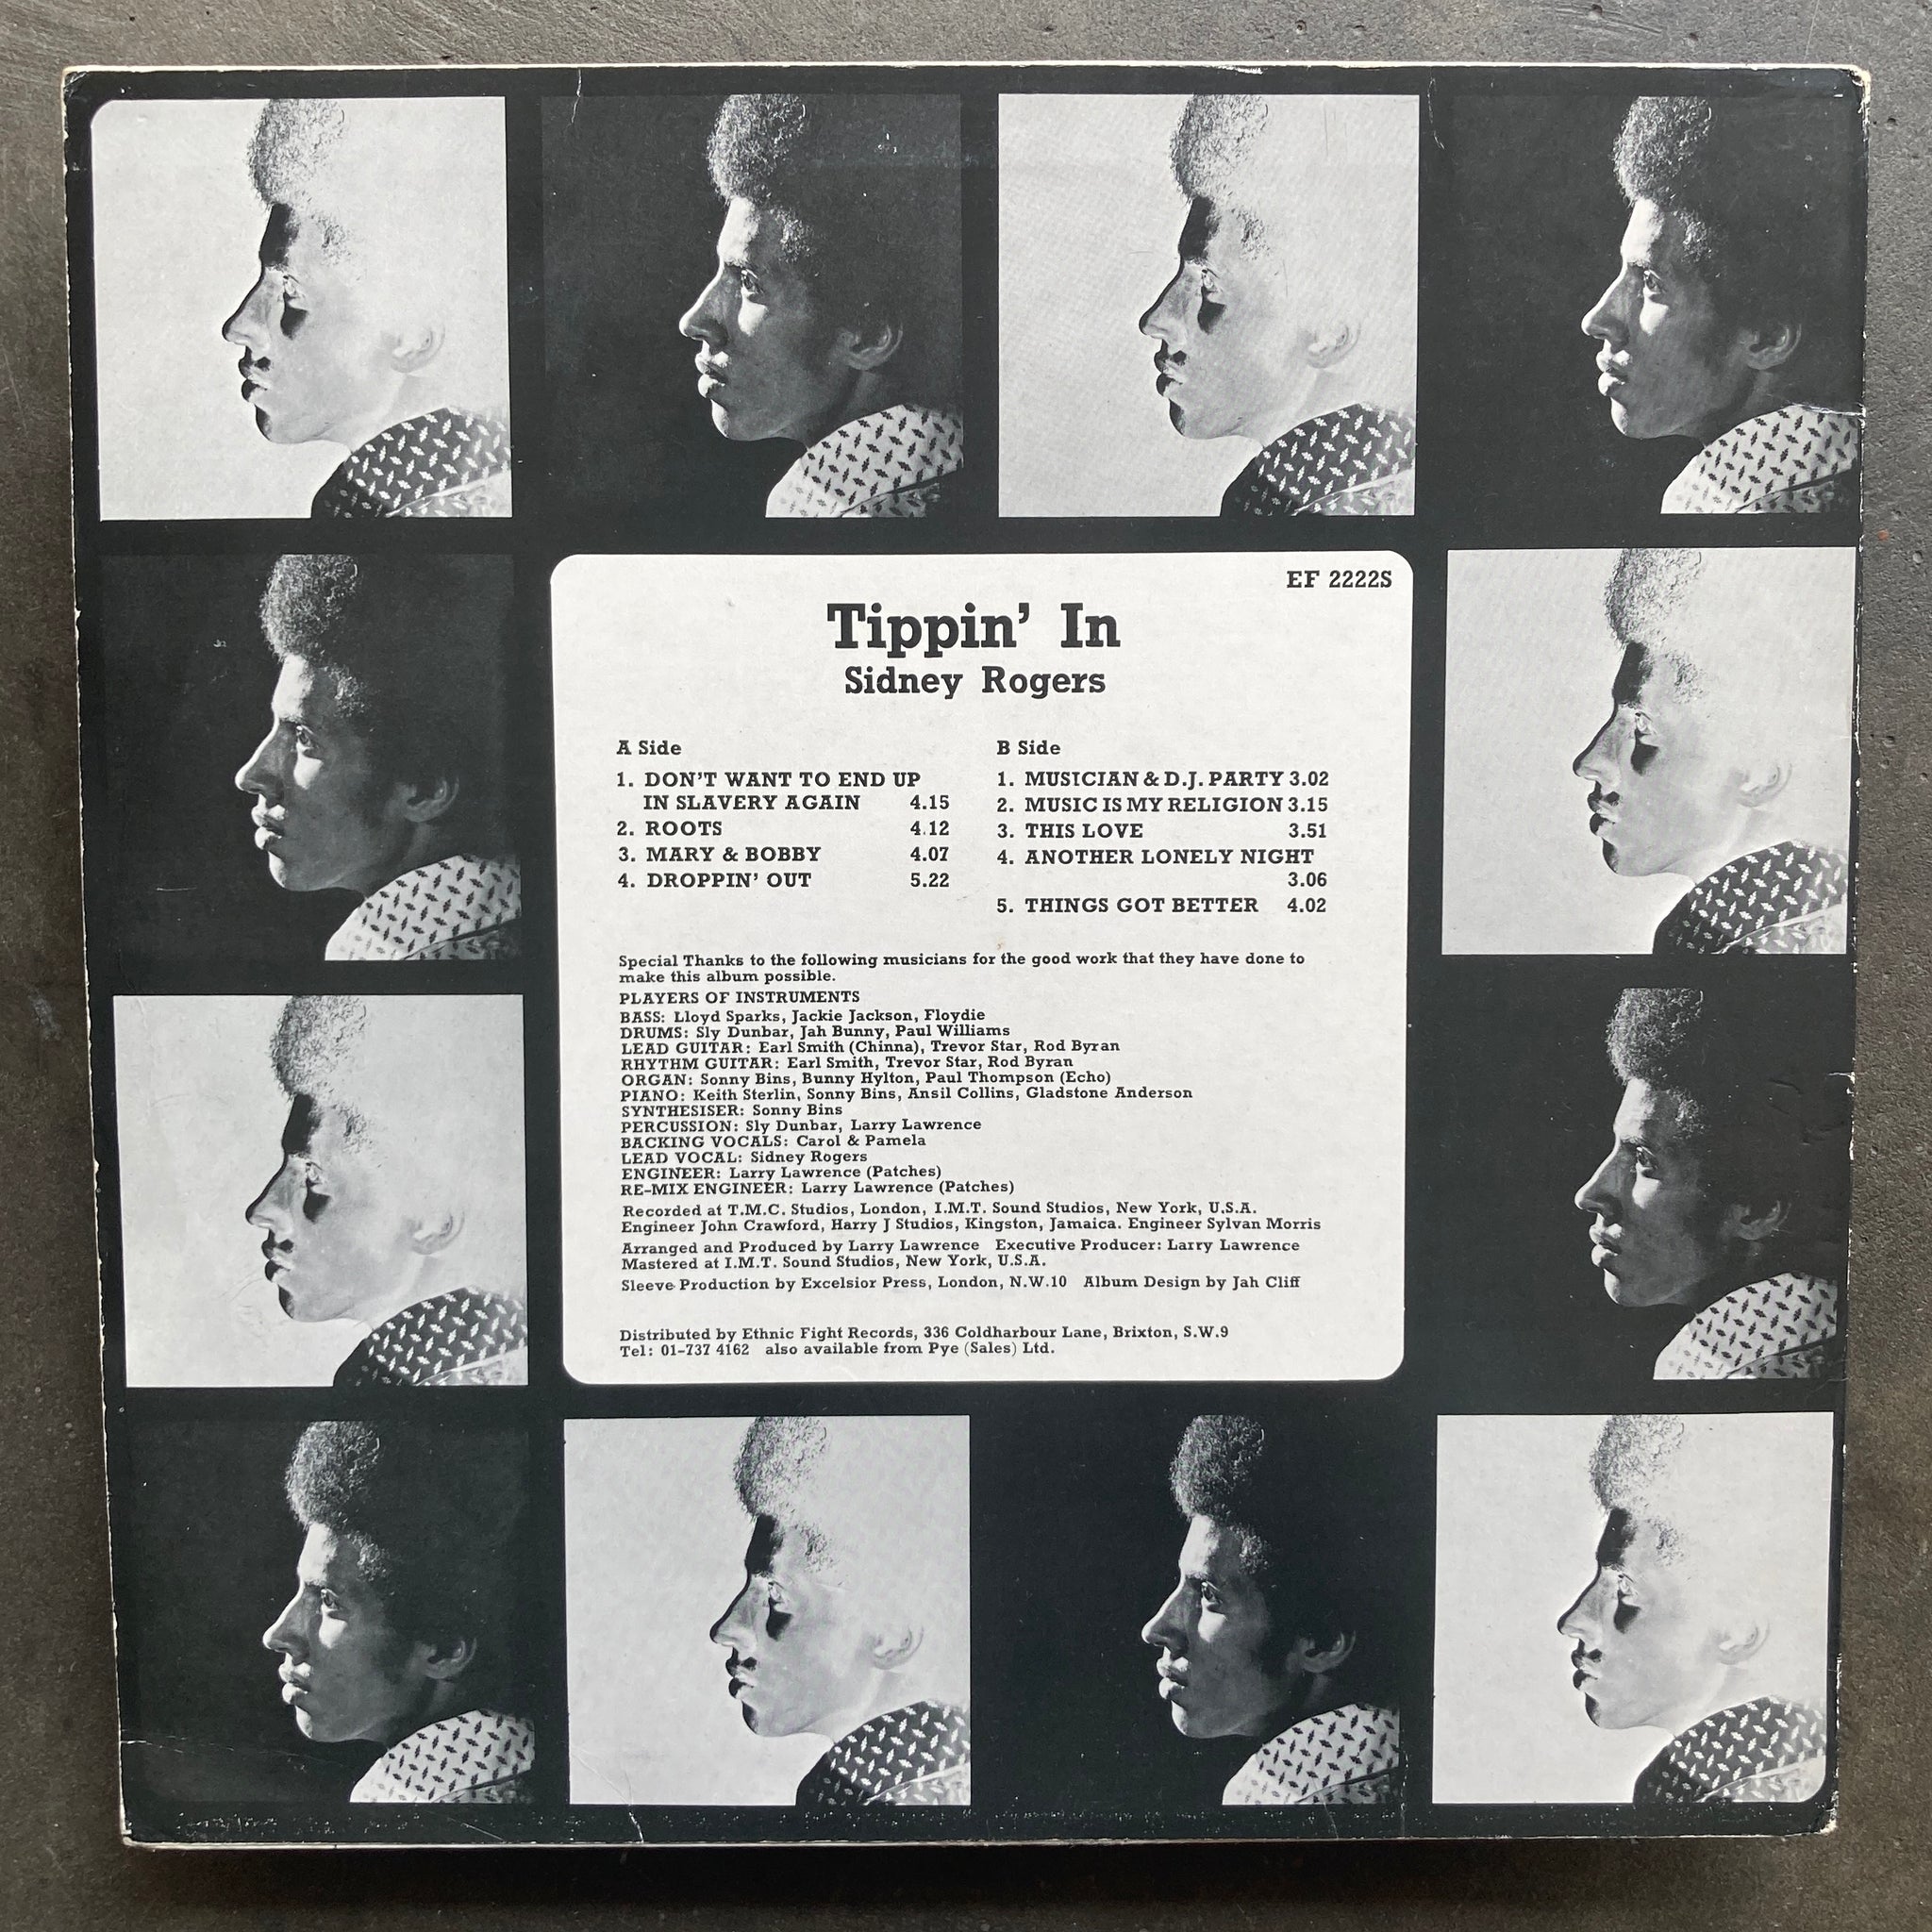 EF 2222S
Tippin' In
Sidney Rogers
A Side
1. DON'T WANT TO END UP
IN SLAVERY AGAIN 4.15
2. ROOTS 4.12
3. MARY & BOBBY 4.07
4. DROPPIN' OUT 5.22
B Side
1. MUSICIAN & D.J. PARTY 3.02
2. MUSIC IS MY RELIGION 3.15
3. THIS LOVE 3.51
4. ANOTHER LONELY NIGHT
3.06
5. THINGS GOT BETTER 4.02
Special Thanks to the following musicians for the good work that they have done to
make this album possible.
PLAYERS OF INSTRUMENTS
BASS: Lloyd Sparks, Jackie Jackson, Floydie
DRUMS: Sly Dunbar, Jah Bunny, Paul Williams
LEAD GUITAR: Earl Smith (Chinna), Trevor Star, Rod Byran
RHYTHM GUITAR: Earl Smith, Trevor Star, Rod Byran
ORGAN: Sonny Bins, Bunny Hylton, Paul Thompson (Echo)
PIANO: Keith Sterlin, Sonny Bins, Ansil Collins, Gladstone Anderson
SYNTHESISER: Sonny Bins
PERCUSSION: Sly Dunbar, Larry Lawrence
BACKING VOCALS: Carol & Pamela
LEAD VOCAL: Sidney Rogers
ENGINEER: Larry Lawrence (Patches)
RE-MIX ENGINEER: Larry Lawrence (Patches)
Recorded at T.M.C. Studios, London, I.M.T. Sound Studios, New York, U.S.A.
Engineer John Crawford, Harry J Studios, Kingston, Jamaica. Engineer Sylvan Morris
Arranged and Produced by Larry Lawrence Executive Producer: Larry Lawrence
Mastered at I.M.T. Sound Studios, New York, U.S.A.
Sleeve Production by Excelsior Press, London, N.W.10 Album Design by Jah Cliff
Distributed by Ethnic Fight Records, 336 Coldharbour Lane, Brixton, S.W.9
Tel: 01-737 4162 also available from Pye (Sales) Ltd.